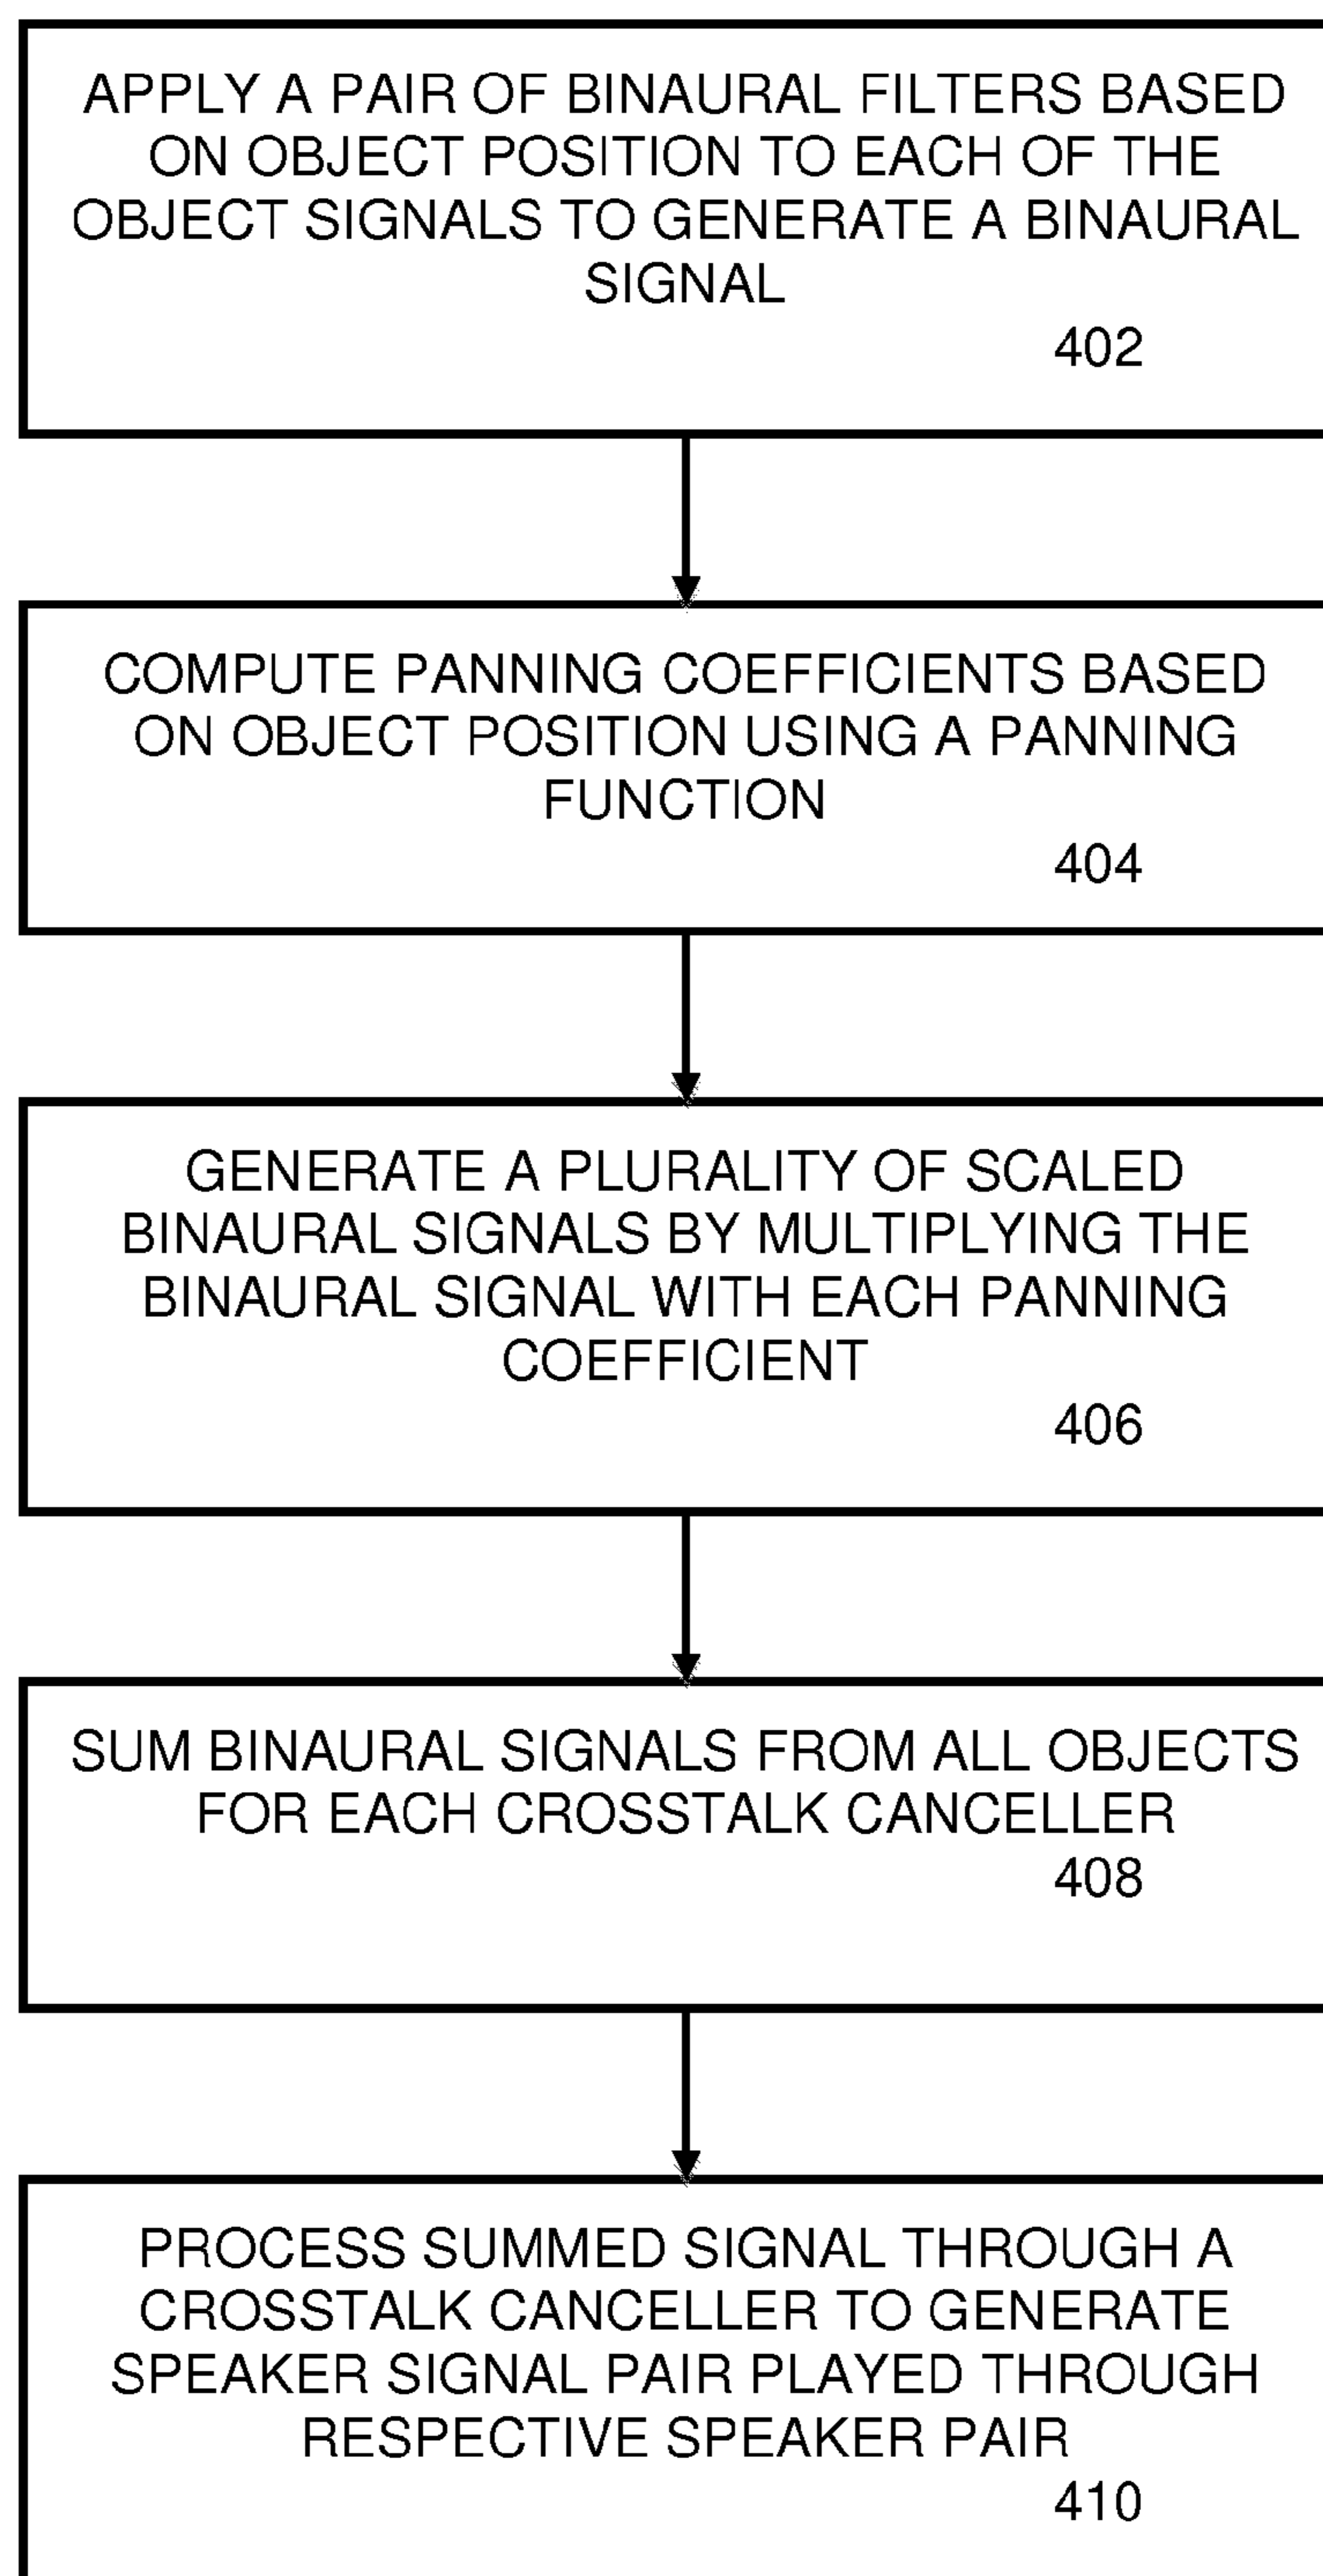 APPLY A PAIR OF BINAURAL FILTERS BASED
ON OBJECT POSITION TO EACH OF THE
OBJECT SIGNALS TO GENERATE A BINAURAL
SIGNAL
402
COMPUTE PANNING COEFFICIENTS BASED
ON OBJECT POSITION USING A PANNING
FUNCTION
404
GENERATE A PLURALITY OF SCALED
BINAURAL SIGNALS BY MULTIPLYING THE
BINAURAL SIGNAL WITH EACH PANNING
COEFFICIENT
406
SUM BINAURAL SIGNALS FROM ALL OBJECTS
FOR EACH CROSSTALK CANCELLER
408
PROCESS SUMMED SIGNAL THROUGH A
CROSSTALK CANCELLER TO GENERATE
SPEAKER SIGNAL PAIR PLAYED THROUGH
RESPECTIVE SPEAKER PAIR
410